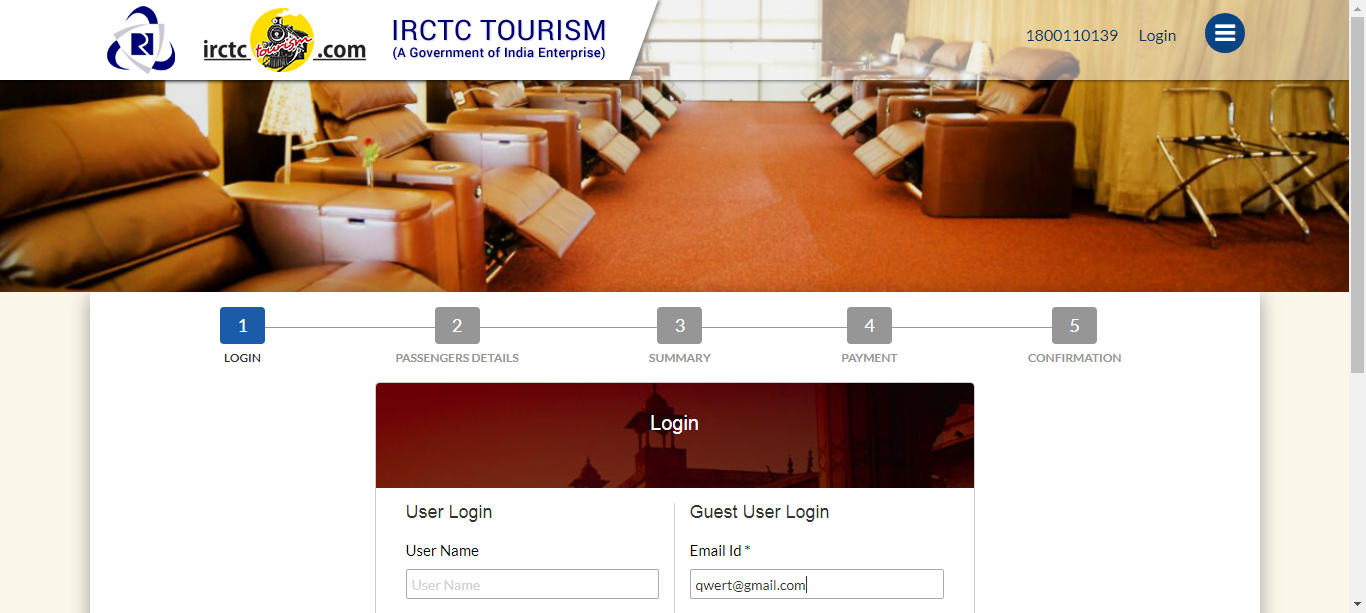 IRCTC TOURISM
(A Government of India Enterprise)
irctc tourism .com
1800110139 Login
1 2 3 4 5
LOGIN PASSENGERS DETAILS SUMMARY PAYMENT CONFIRMATION
Login
User Login
User Name
User Name
Guest User Login
Email Id *
qwert@gmail.com